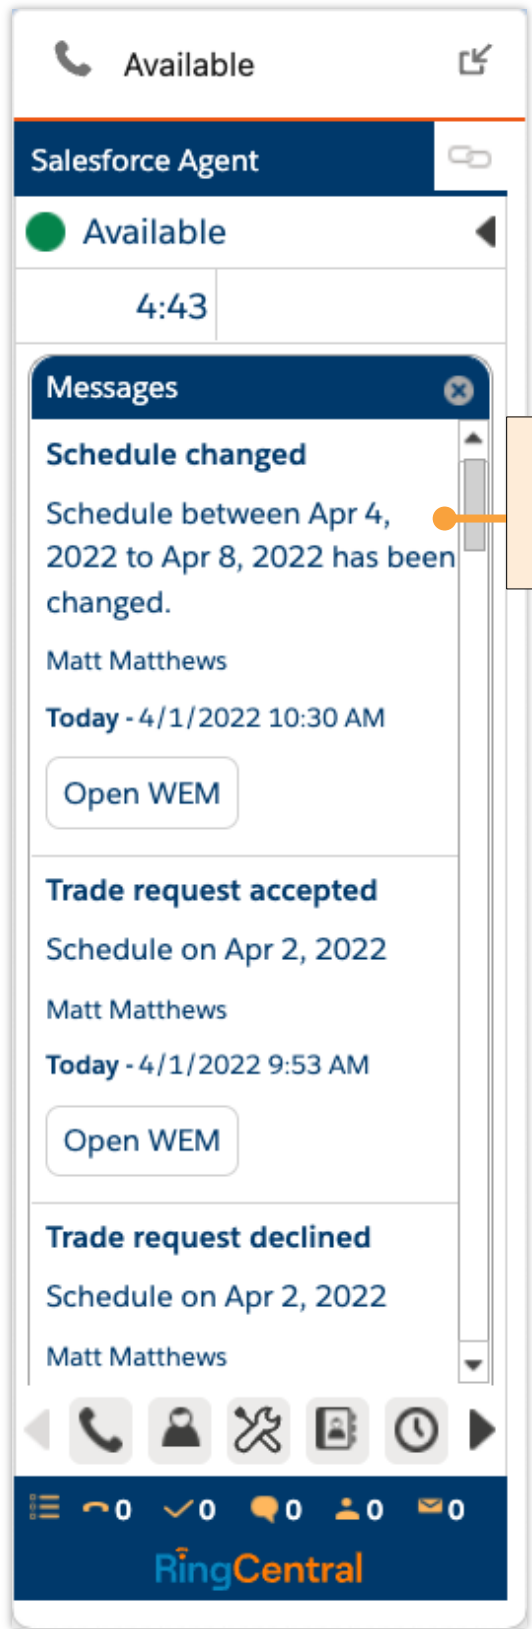 Available
Salesforce Agent
Available
4:43
Messages
Schedule changed
Schedule between Apr 4,
2022 to Apr 8, 2022 has been
changed.
Matt Matthews
Today - 4/1/2022 10:30 AM
Open WEM
Trade request accepted
Schedule on Apr 2, 2022
Matt Matthews
Today - 4/1/2022 9:53 AM
Open WEM
Trade request declined
Schedule on Apr 2, 2022
Matt Matthews
0 0 0 0 0
RingCentral